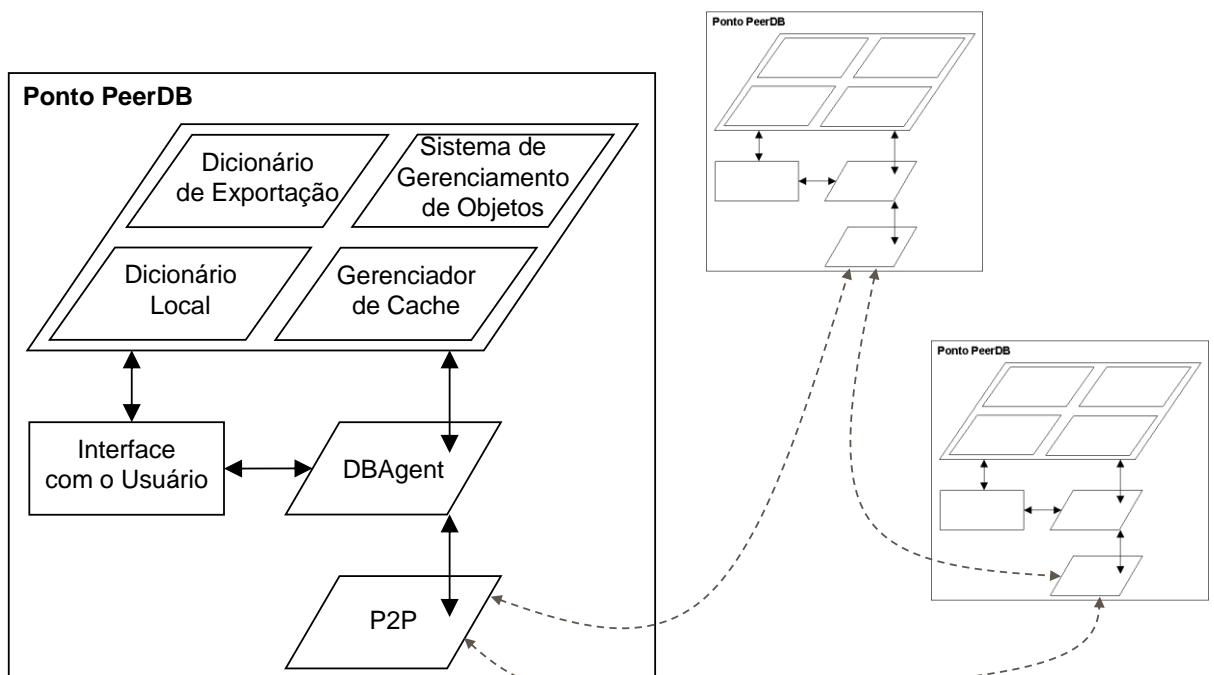 Ponto PeerDB
Dicionário
de Exportação
Sistema de
Gerenciamento
de Objetos
Dicionário
Local
Gerenciador
de Cache
Interface
com o Usuário
DBAgent
P2P
Ponto PeerDB
Ponto PeerDB